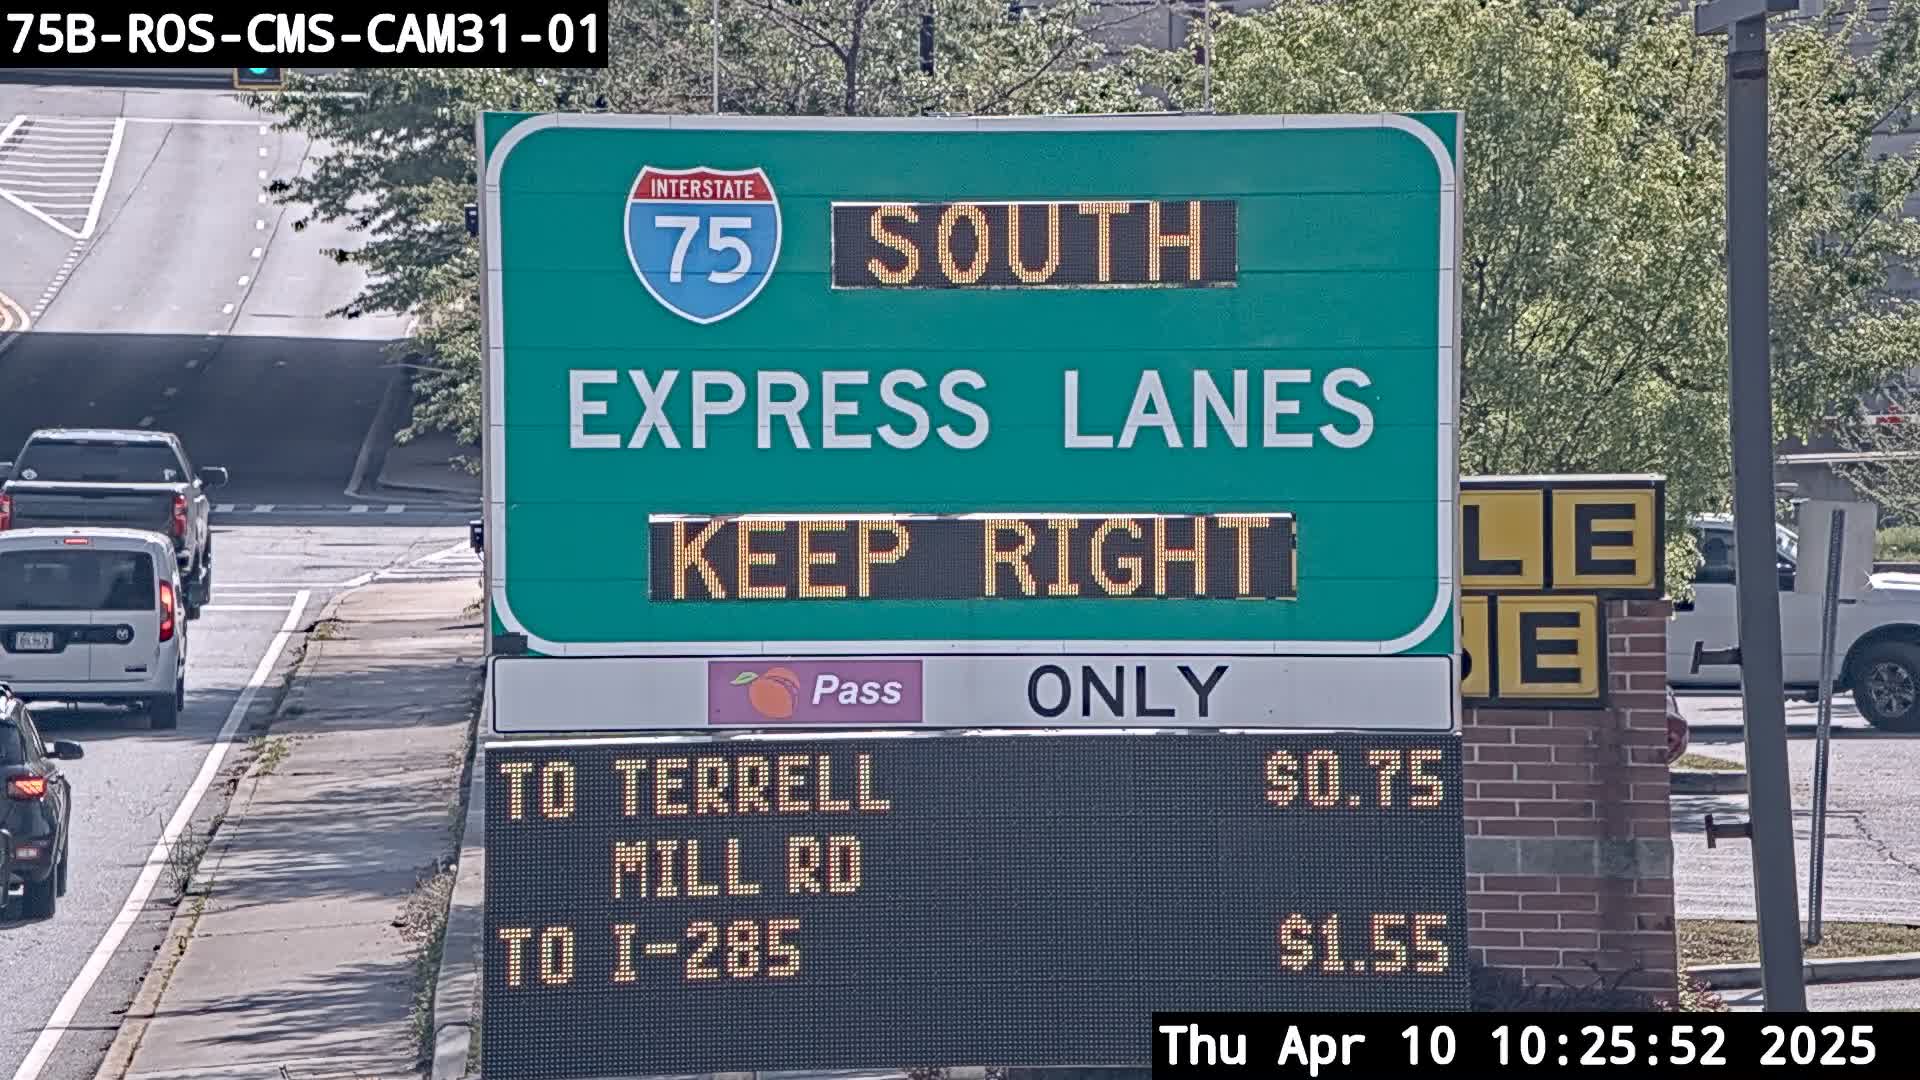 75B-ROS-CMS-CAM31-01
INTERSTATE
75
SOUTH
EXPRESS LANES
KEEP RIGHT
Pass ONLY
TO TERRELL $0.75
MILL RD
TO I-285 $1.55
LE
E
Thu Apr 10 10:25:52 2025